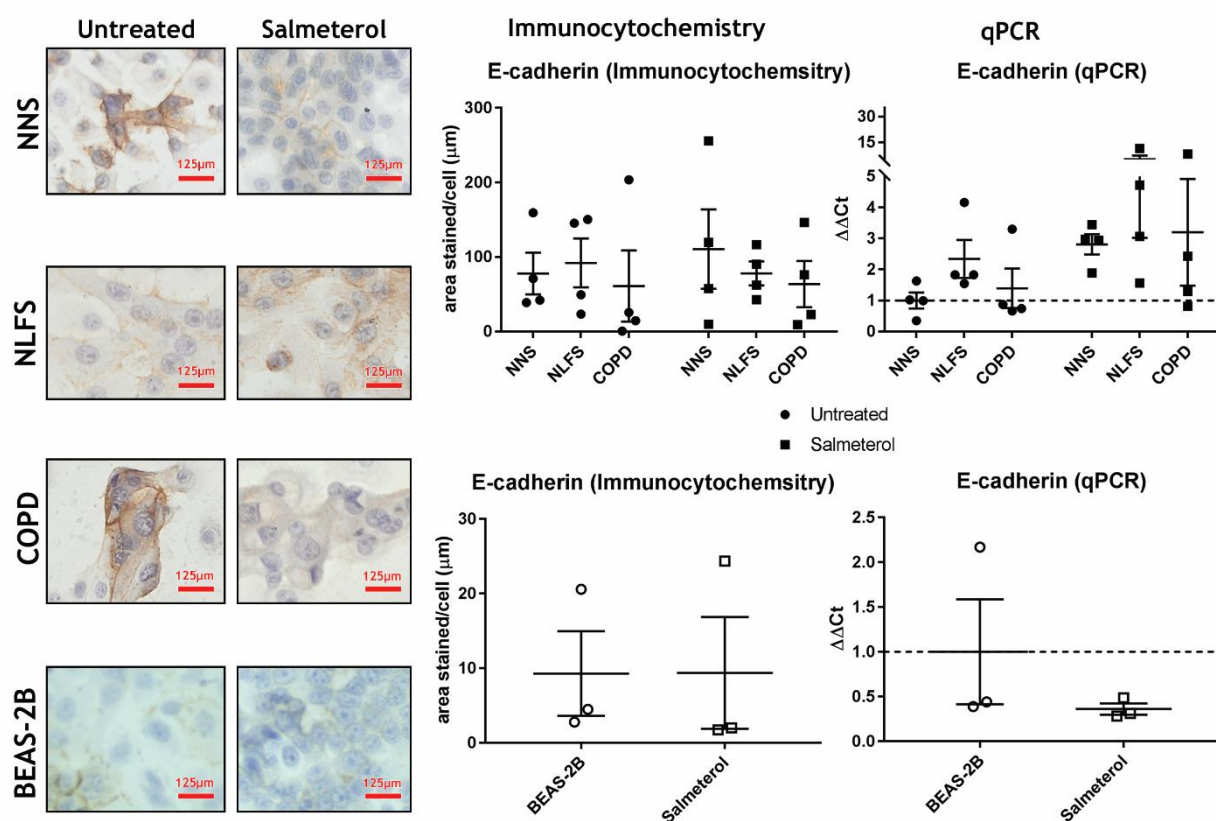 Untreated
Salmeterol
NNS
125µm
125µm
NLFS
125µm
125µm
COPD
125µm
125µm
BEAS-2B
125µm
125µm
Immunocytochemistry
E-cadherin (Immunocytochemsitry)
area stained/cell (µm)
300
200
100
0
NNS
NLFS
COPD
NNS
NLFS
COPD
qPCR
E-cadherin (qPCR)
ΔΔCt
15
5
5
4
3
2
1
0
NNS
NLFS
COPD
NNS
NLFS
COPD
Untreated
Salmeterol
E-cadherin (Immunocytochemsitry)
area stained/cell (µm)
30
20
10
0
BEAS-2B
Salmeterol
E-cadherin (qPCR)
ΔΔCt
2.5
2.0
1.5
1.0
0.5
0.0
BEAS-2B
Salmeterol